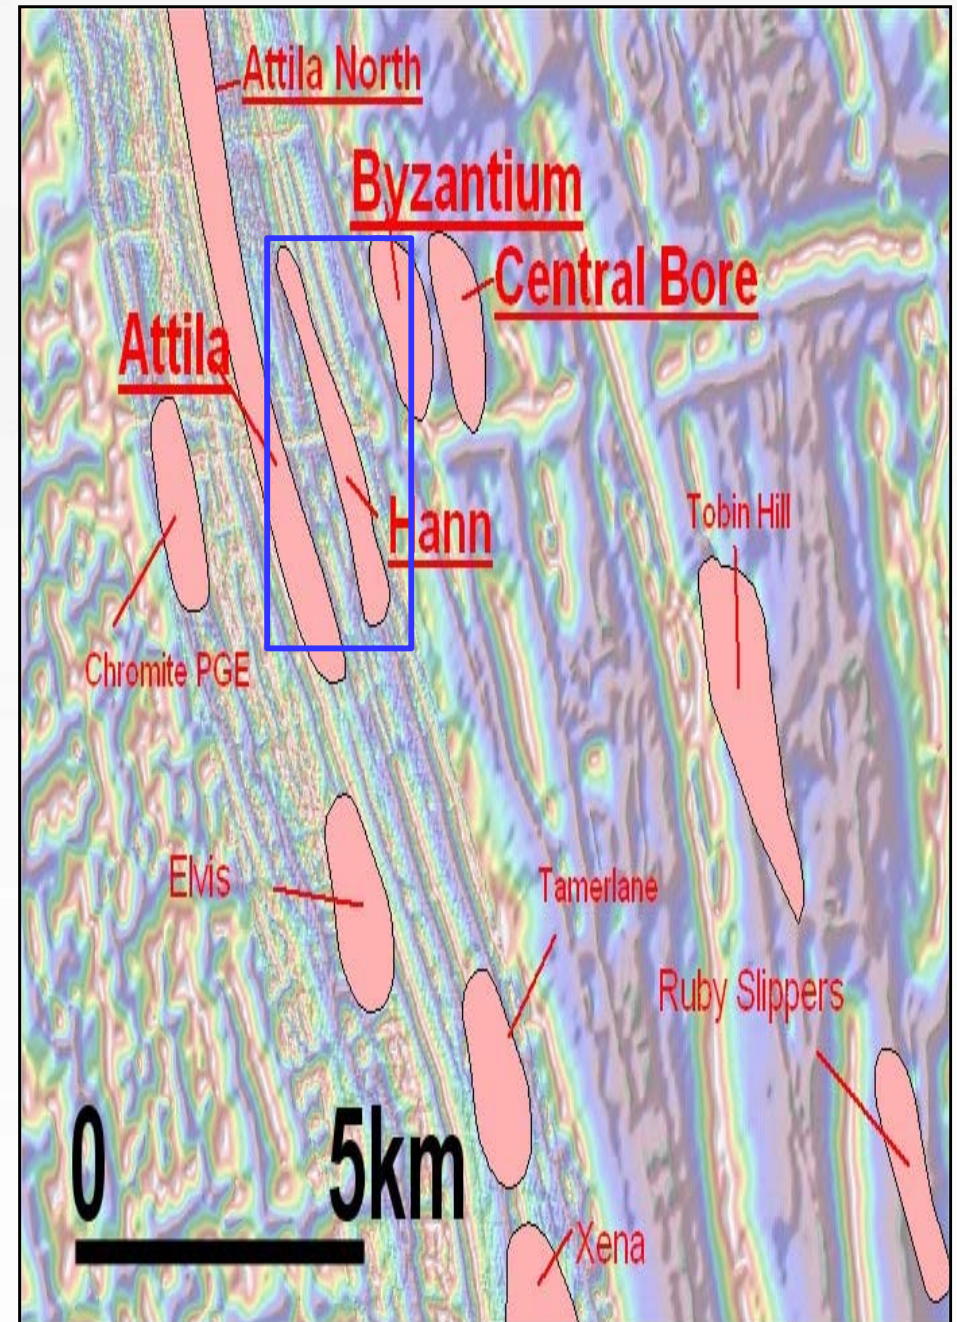 Attila North
Byzantium
Central Bore
Attila
Hann
Tobin Hill
Chromite PGE
Elvis
Tamerlane
Ruby Slippers
0 5km
Xena